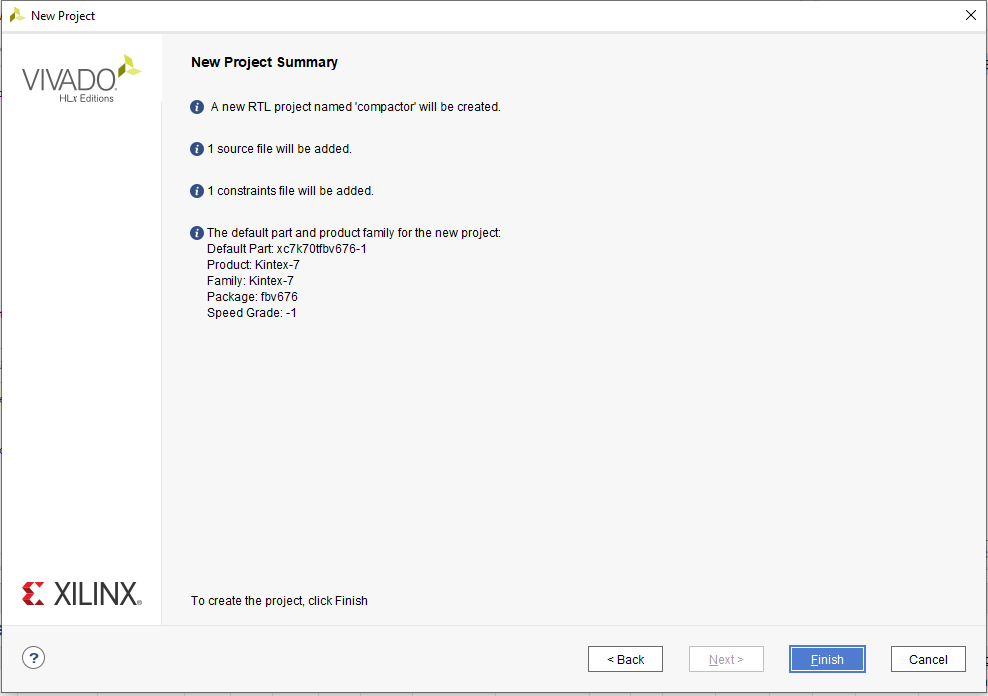 New Project
VIVADO
HLx Editions
New Project Summary
A new RTL project named 'compactor' will be created.
1 source file will be added.
1 constraints file will be added.
The default part and product family for the new project:
Default Part: xc7k70tfbv676-1
Product: Kintex-7
Family: Kintex-7
Package: fbv676
Speed Grade: -1
XILINX
To create the project, click Finish
?
< Back
Next >
Finish
Cancel